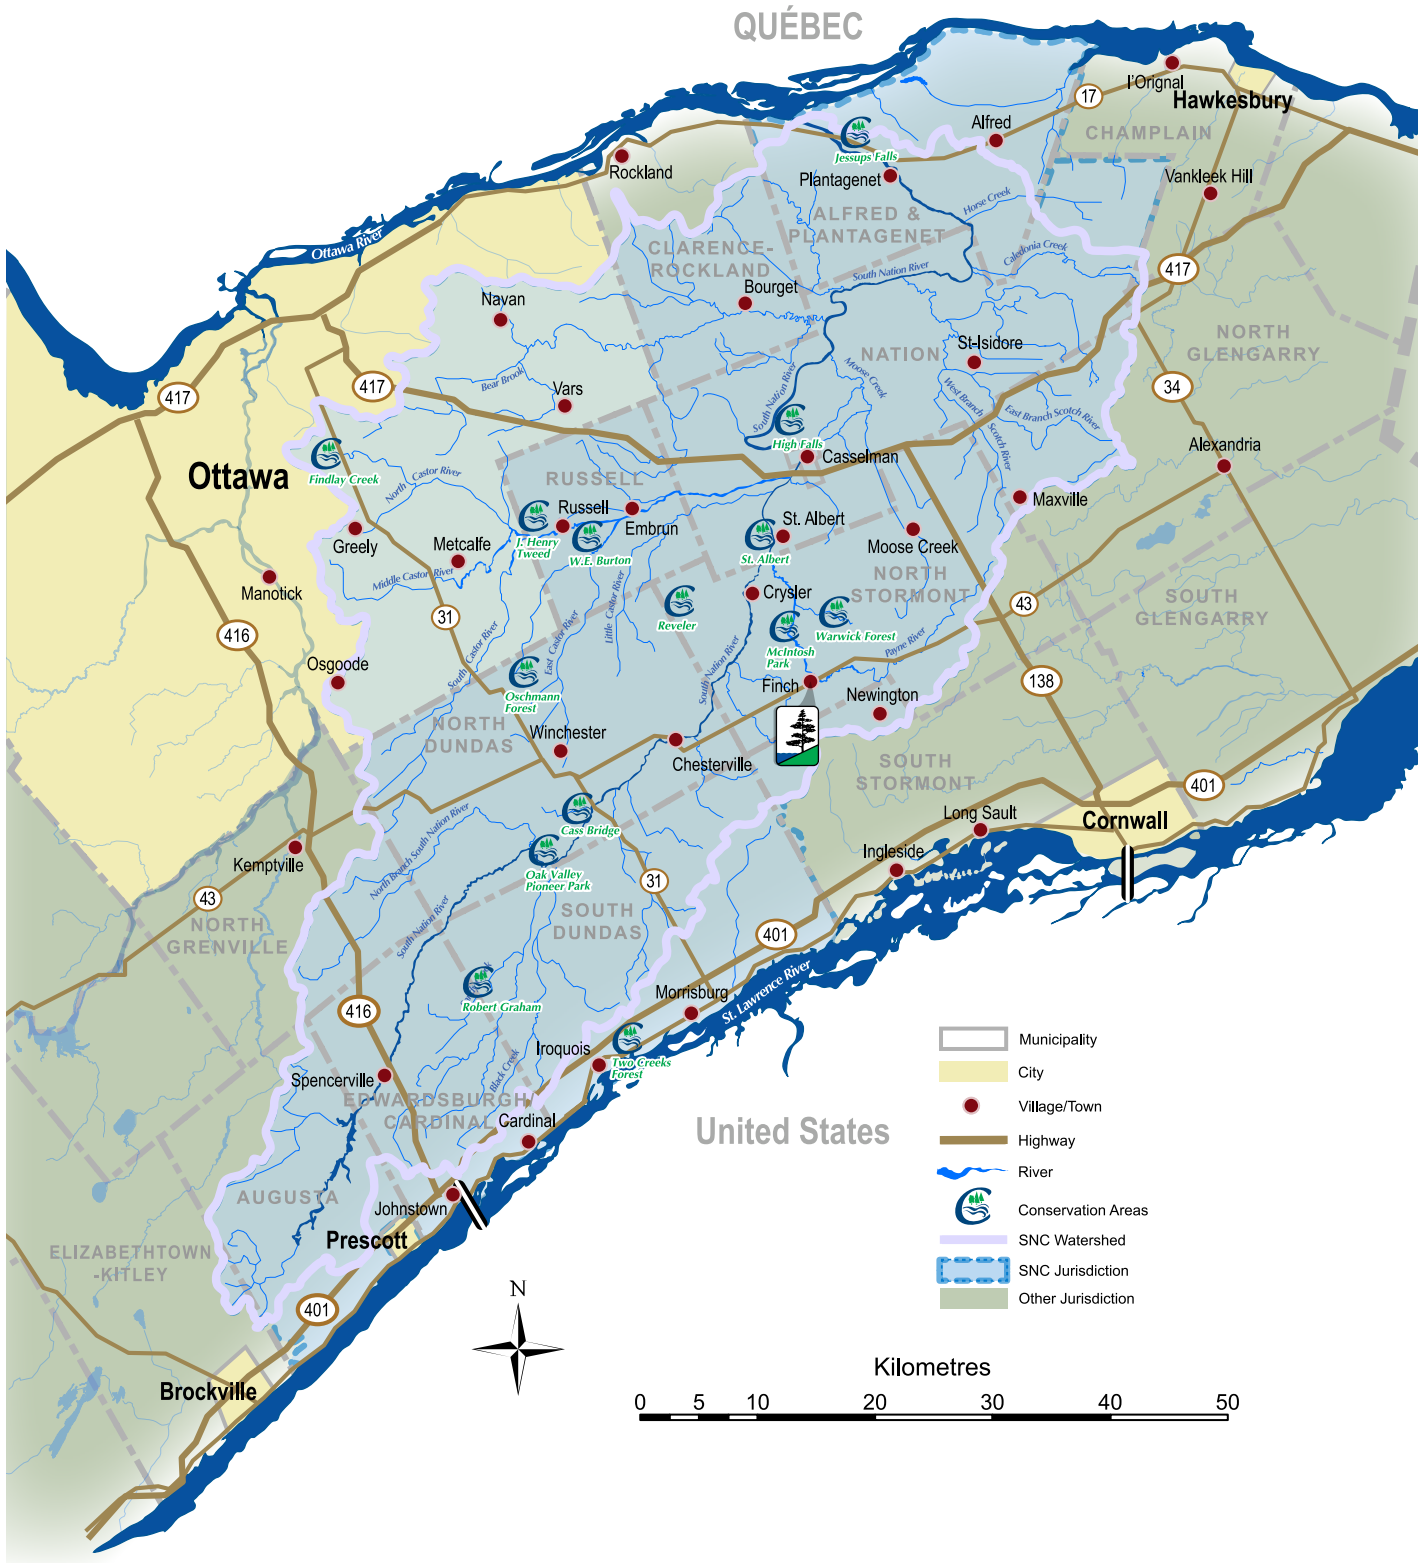 QUÉBEC
l'Orignal
Hawkesbury
17
CHAMPLAIN
Alfred
Jessups Falls
Rockland
Plantagenet
Vankleek Hill
Horse Creek
ALFRED &
PLANTAGENET
Ottawa River
CLARENCE-
ROCKLAND
Caledonia Creek
South Nation River
417
Bourget
Navan
NORTH
GLENGARRY
St-Isidore
NATION
Moose Creek
Bear Brook
417
417
Vars
34
South Nation River
West Branch
Scotch River
East Branch Scotch River
High Falls
Casselman
Alexandria
Ottawa
Findlay Creek
North Castor River
RUSSELL
Maxville
Russell
Embrun
St. Albert
Greely
J. Henry
Tweed
W.E. Burton
St. Albert
Moose Creek
Metcalfe
Middle Castor River
Manotick
NORTH
STORMONT
Crysler
SOUTH
GLENGARRY
43
Reveler
Warwick Forest
31
416
Little Castor River
East Castor River
South Castor River
McIntosh
Park
Payne River
South Nation River
Osgoode
Oschmann
Forest
Finch
Newington
138
NORTH
DUNDAS
Winchester
Chesterville
SOUTH
STORMONT
401
Long Sault
Cornwall
Cass Bridge
North Branch South Nation River
Kemptville
Ingleside
Oak Valley
Pioneer Park
31
43
NORTH
GRENVILLE
SOUTH
DUNDAS
South Nation River
401
St. Lawrence River
Robert Graham
Morrisburg
416
Iroquois
Two Creeks
Forest
Black Creek
Spencerville
EDWARDSBURGH/
CARDINAL
Cardinal
United States
AUGUSTA
Johnstown
Prescott
ELIZABETHTOWN
-KITLEY
401
Brockville
Municipality
City
Village/Town
Highway
River
Conservation Areas
SNC Watershed
SNC Jurisdiction
Other Jurisdiction
N
Kilometres
0 5 10 20 30 40 50